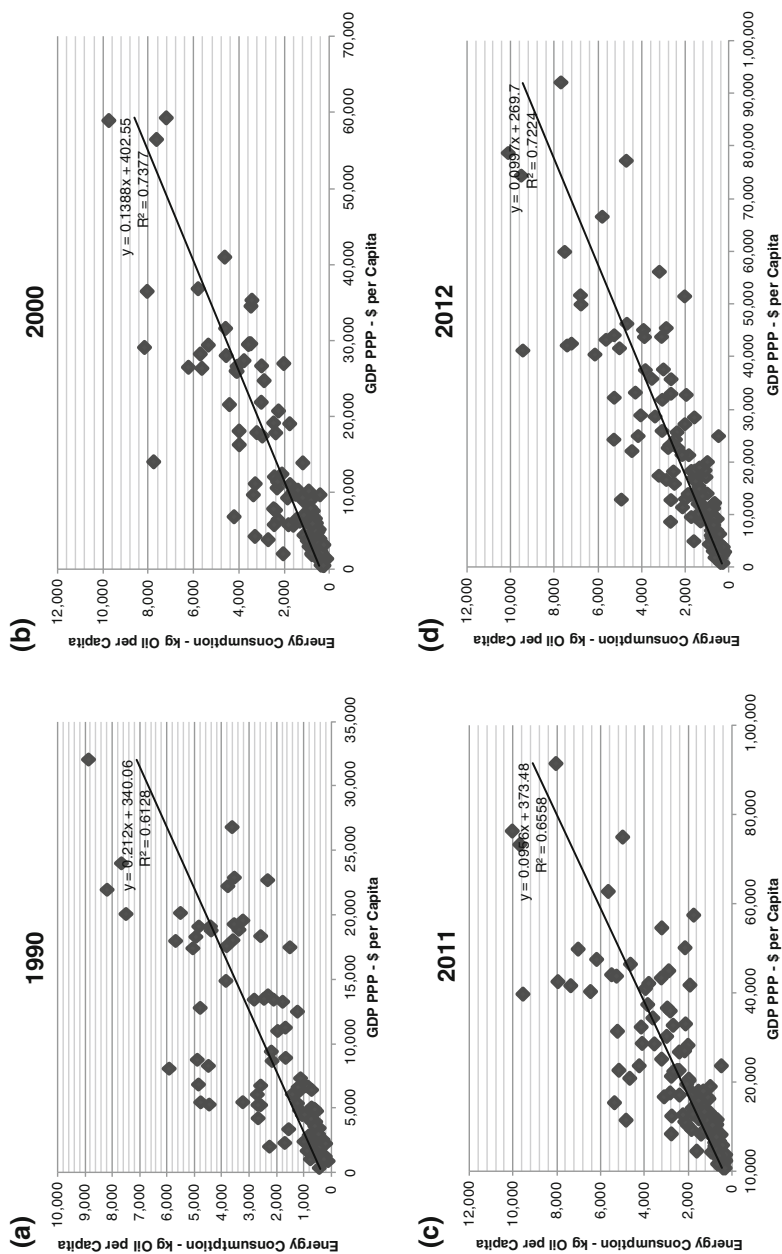 (a)
1990
Energy Consumption - kg Oil per Capita
10,000
9,000
8,000
7,000
6,000
5,000
4,000
3,000
2,000
1,000
0
y = 0.212x + 340.06
R² = 0.6128
0 5,000 10,000 15,000 20,000 25,000 30,000 35,000
GDP PPP - $ per Capita
(b)
2000
Energy Consumption - kg Oil per Capita
12,000
10,000
8,000
6,000
4,000
2,000
0
y = 0.1388x + 402.55
R² = 0.7377
0 10,000 20,000 30,000 40,000 50,000 60,000 70,000
GDP PPP - $ per Capita
(c)
2011
Energy Consumption - kg Oil per Capita
12,000
10,000
8,000
6,000
4,000
2,000
0
y = 0.0956x + 373.48
R² = 0.6558
- 20,000 40,000 60,000 80,000 1,00,000
GDP PPP - $ per Capita
(d)
2012
Energy Consumption - kg Oil per Capita
12,000
10,000
8,000
6,000
4,000
2,000
0
y = 0.0997x + 269.7
R² = 0.7224
- 10,000 20,000 30,000 40,000 50,000 60,000 70,000 80,000 90,000 1,00,000
GDP PPP - $ per Capita